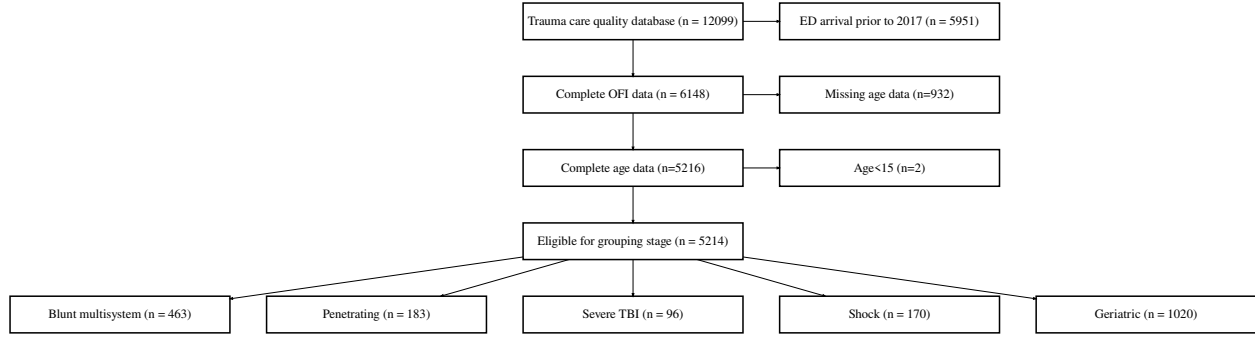 Trauma care quality database (n = 12099)
ED arrival prior to 2017 (n = 5951)
Complete OFI data (n = 6148)
Missing age data (n=932)
Complete age data (n=5216)
Age<15 (n=2)
Eligible for grouping stage (n = 5214)
Blunt multisystem (n = 463)
Penetrating (n = 183)
Severe TBI (n = 96)
Shock (n = 170)
Geriatric (n = 1020)